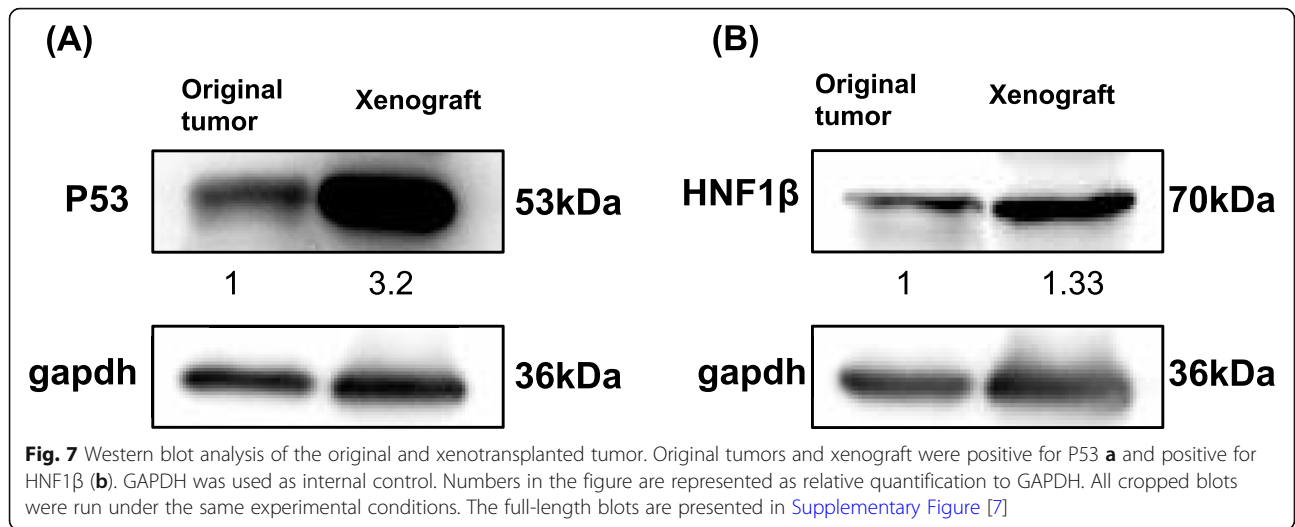 (A)
Original
tumor
Xenograft
P53
53kDa
1
3.2
gapdh
36kDa
(B)
Original
tumor
Xenograft
HNF1β
70kDa
1
1.33
gapdh
36kDa
Fig. 7 Western blot analysis of the original and xenotransplanted tumor. Original tumors and xenograft were positive for P53 a and positive for
HNF1β (b). GAPDH was used as internal control. Numbers in the figure are represented as relative quantification to GAPDH. All cropped blots
were run under the same experimental conditions. The full-length blots are presented in Supplementary Figure [7]